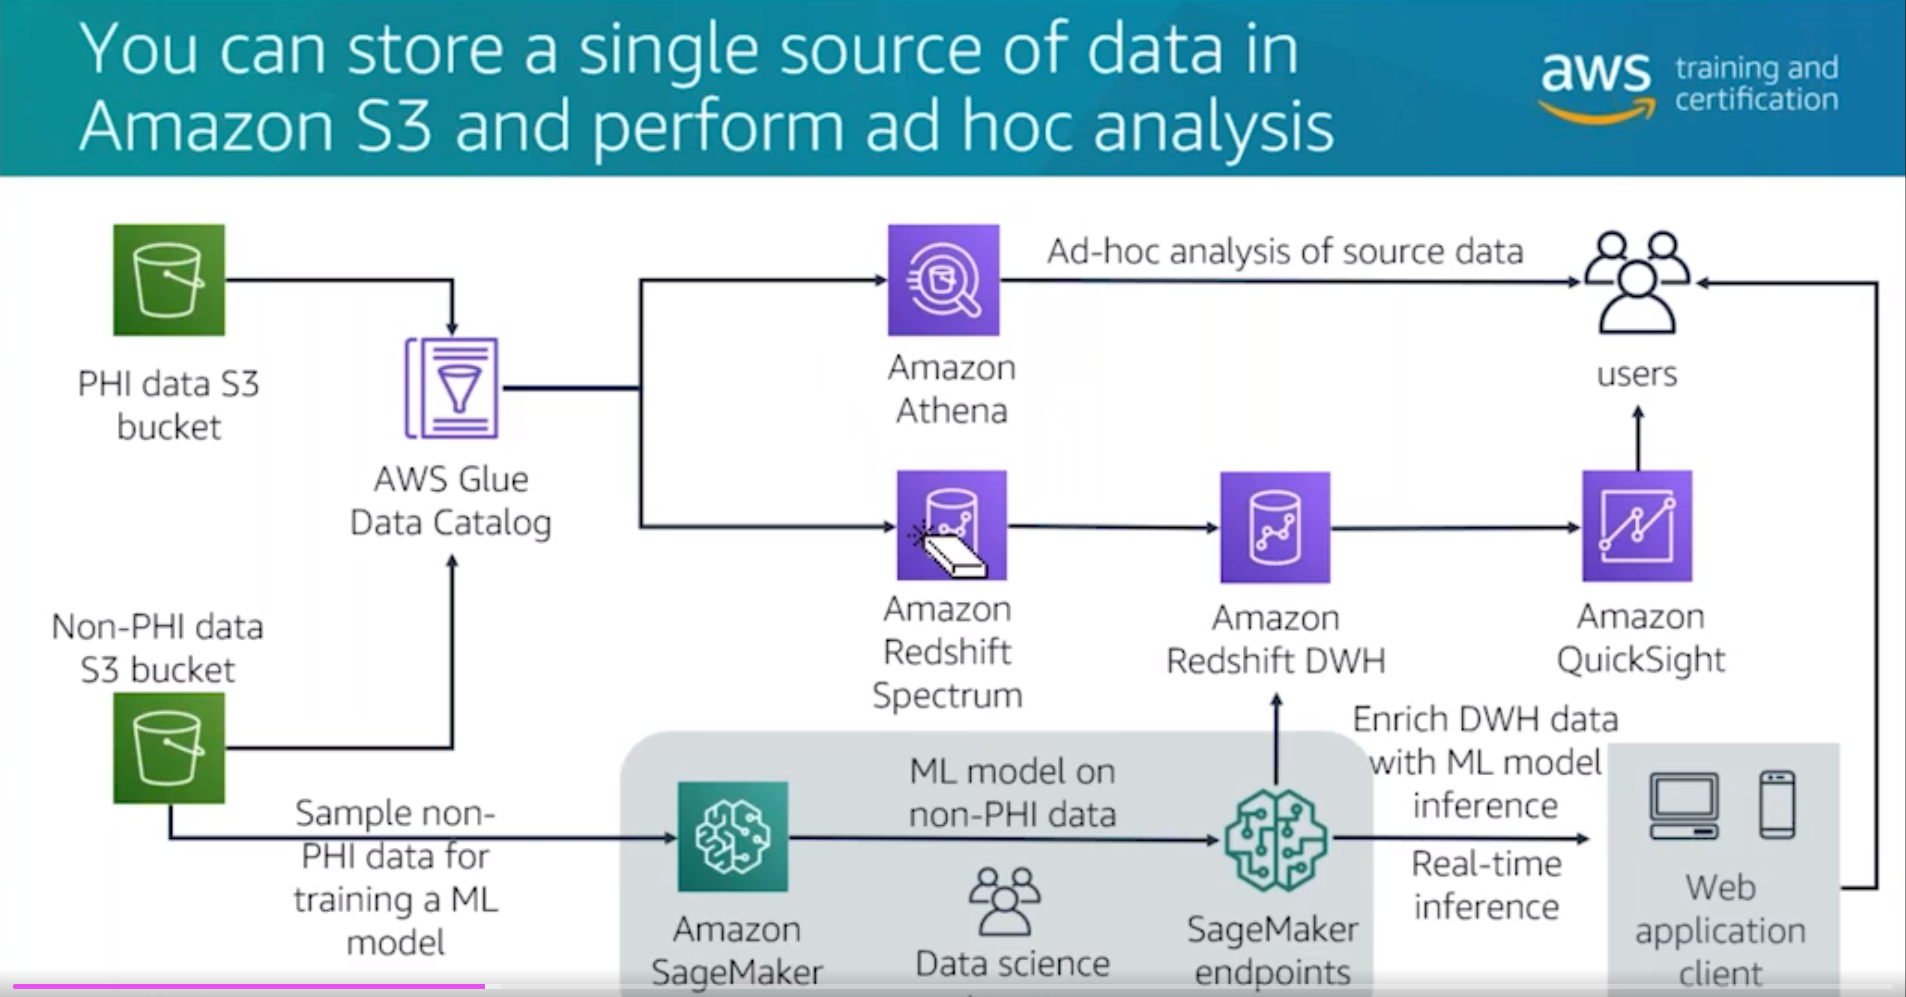 You can store a single source of data in
Amazon S3 and perform ad hoc analysis
aws
training and
certification
PHI data S3
bucket
AWS Glue
Data Catalog
Non-PHI data
S3 bucket
Amazon
Athena
Ad-hoc analysis of source data
users
Amazon
Redshift
Spectrum
Amazon
Redshift DWH
Amazon
QuickSight
Enrich DWH data
with ML model
inference
Sample non-
PHI data for
training a ML
model
Amazon
SageMaker
ML model on
non-PHI data
Data science
SageMaker
endpoints
Real-time
inference
Web
application
client